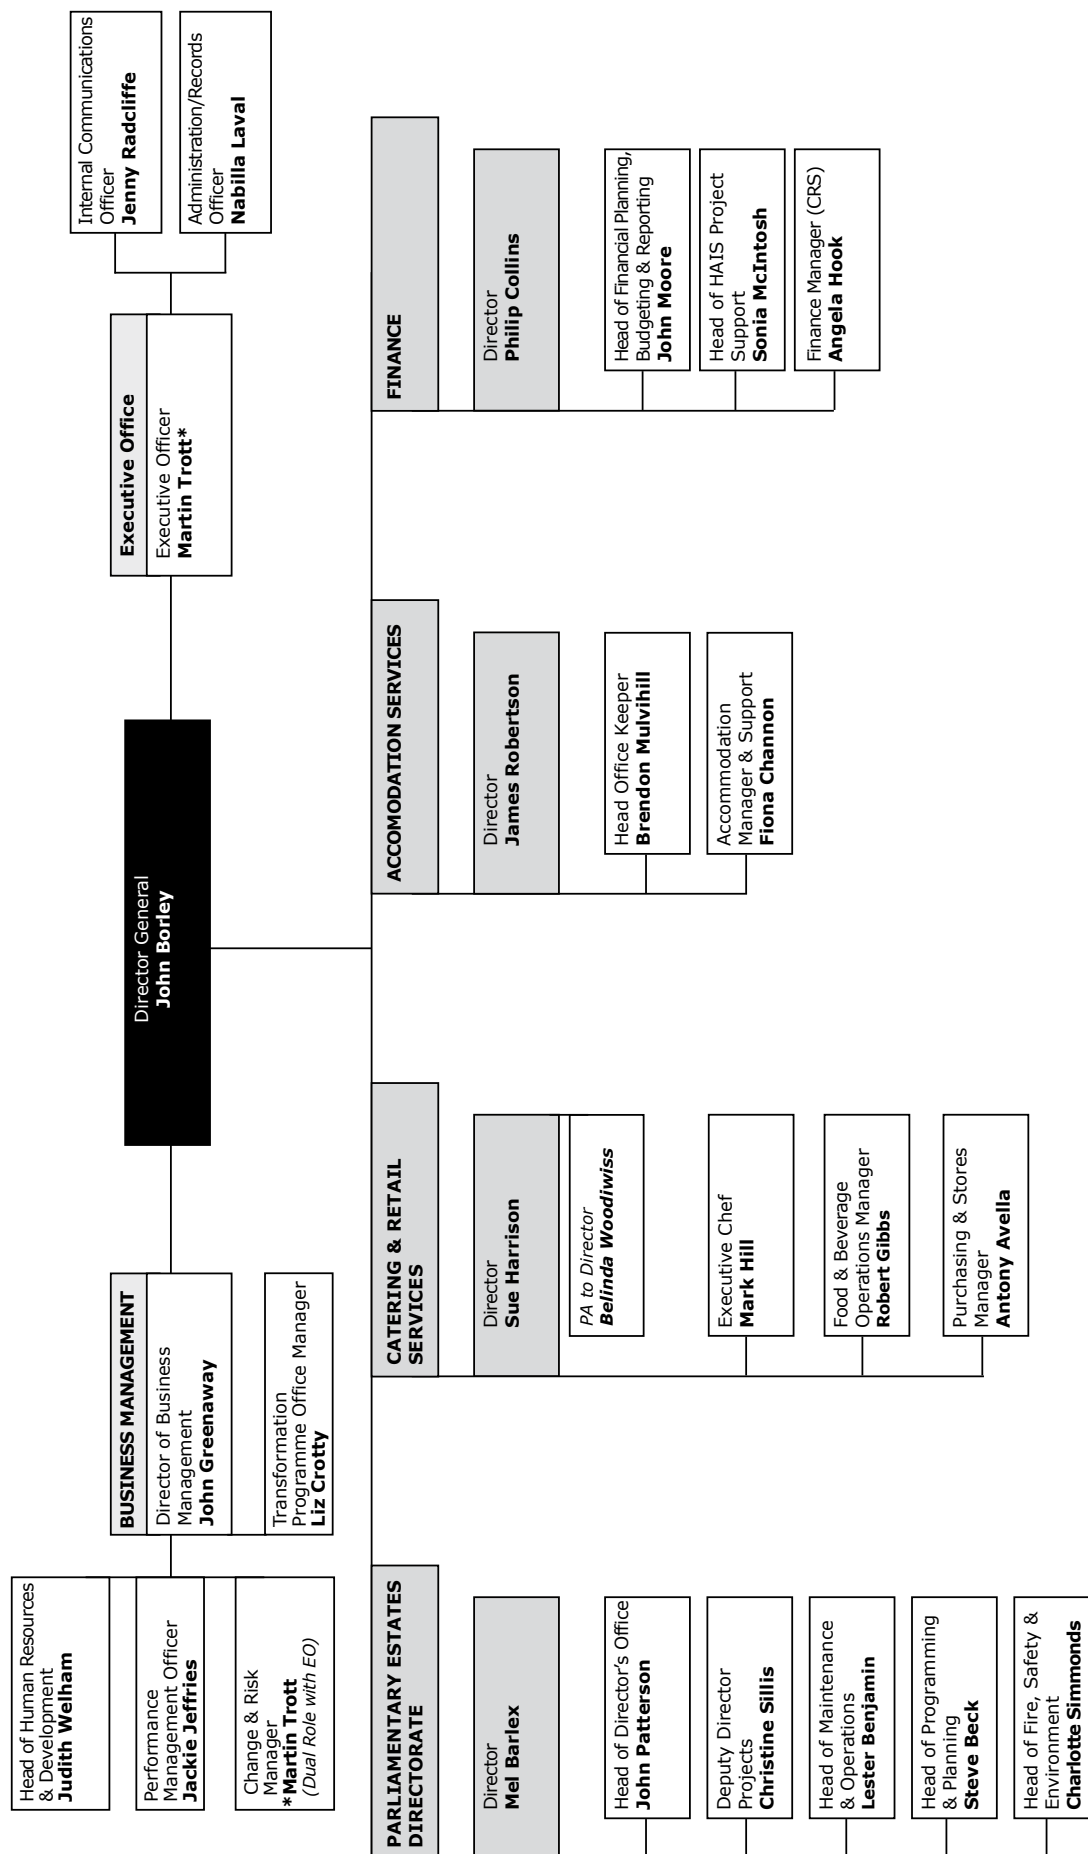 Head of Human Resources
& Development
Judith Welham
Performance
Management Officer
Jackie Jeffries
Change & Risk
Manager
*Martin Trott
(Dual Role with EO)
BUSINESS MANAGEMENT
Director of Business
Management
John Greenaway
Transformation
Programme Office Manager
Liz Crotty
Director General
John Borley
Executive Office
Executive Officer
Martin Trott*
Internal Communications
Officer
Jenny Radcliffe
Administration/Records
Officer
Nabilla Laval
PARLIAMENTARY ESTATES
DIRECTORATE
Director
Mel Barlex
Head of Director's Office
John Patterson
Deputy Director
Projects
Christine Sillis
Head of Maintenance
& Operations
Lester Benjamin
Head of Programming
& Planning
Steve Beck
Head of Fire, Safety &
Environment
Charlotte Simmonds
CATERING & RETAIL
SERVICES
Director
Sue Harrison
PA to Director
Belinda Woodiwiss
Executive Chef
Mark Hill
Food & Beverage
Operations Manager
Robert Gibbs
Purchasing & Stores
Manager
Antony Avella
ACCOMODATION SERVICES
Director
James Robertson
Head Office Keeper
Brendon Mulvihill
Accommodation
Manager & Support
Fiona Channon
FINANCE
Director
Philip Collins
Head of Financial Planning,
Budgeting & Reporting
John Moore
Head of HAIS Project
Support
Sonia McIntosh
Finance Manager (CRS)
Angela Hook